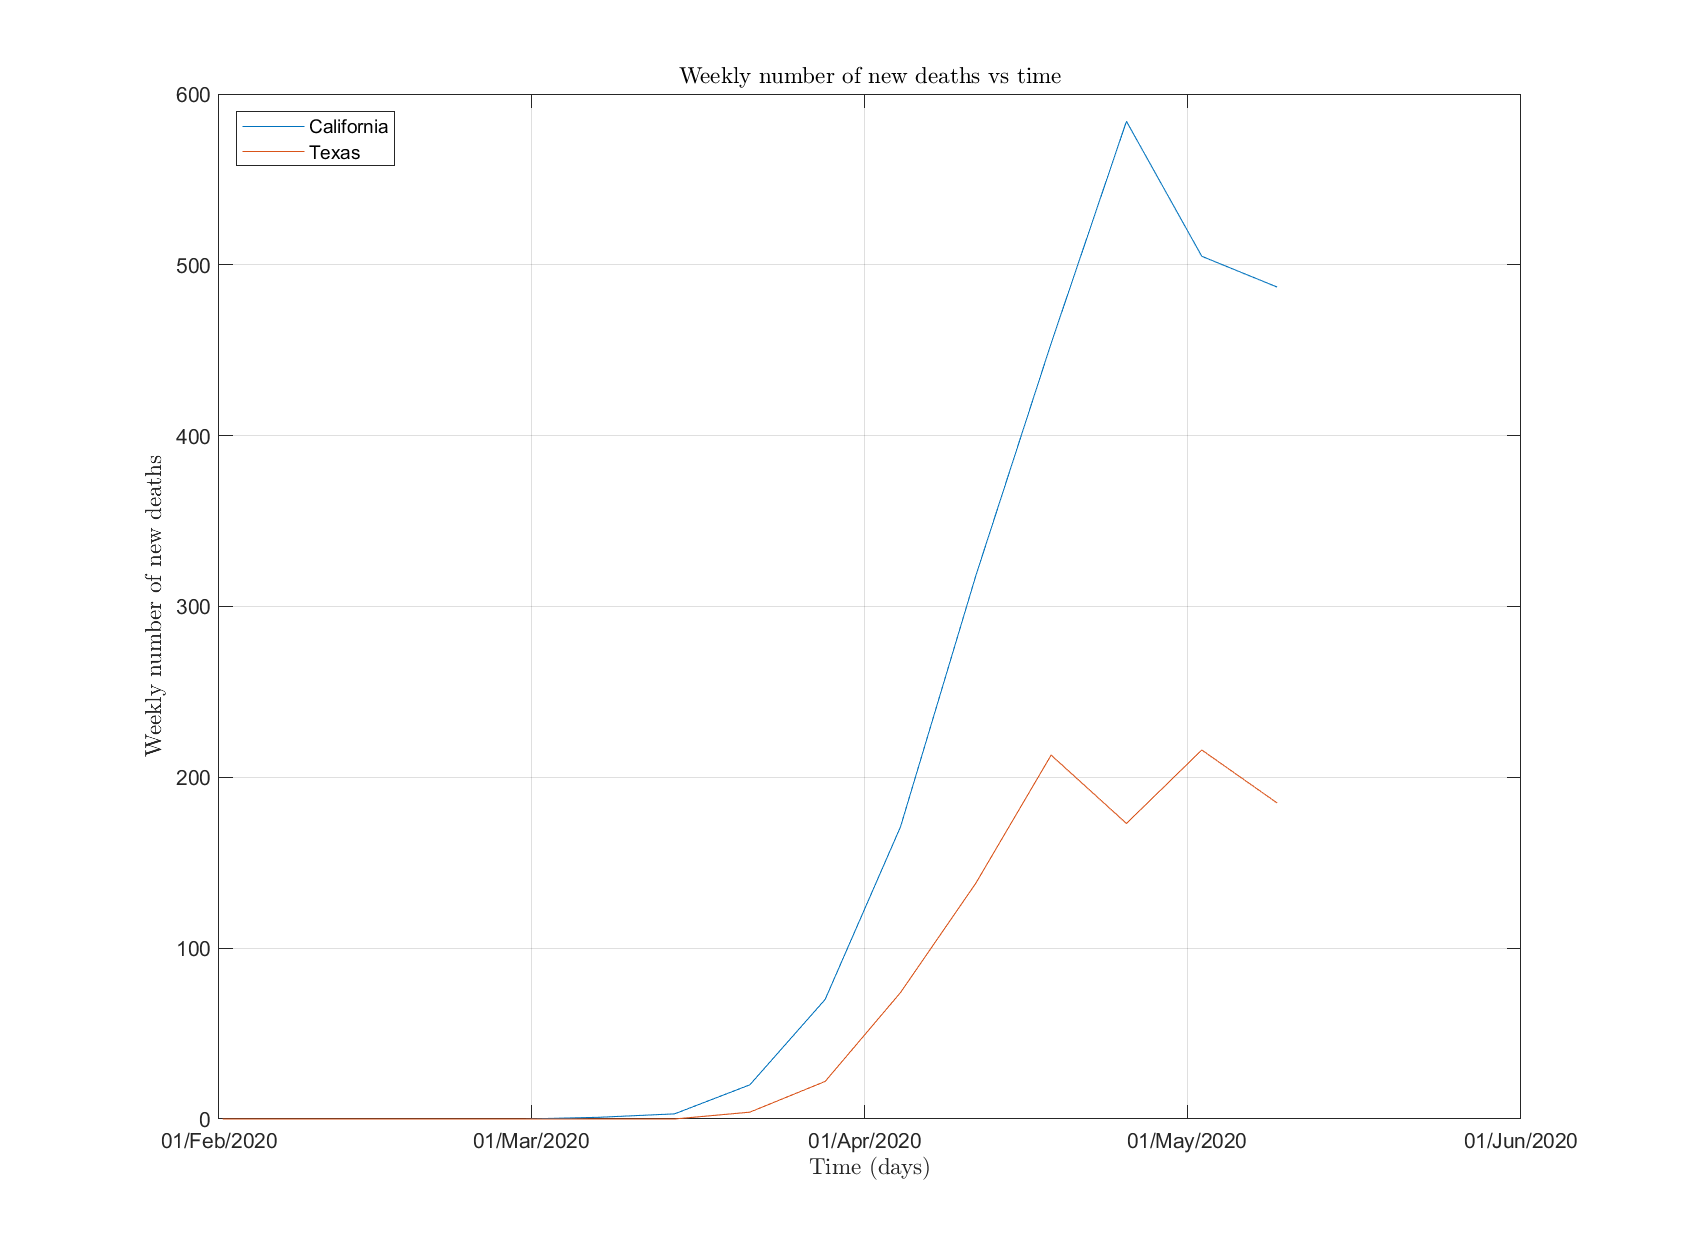 Weekly number of new deaths vs time
600
California
Texas
500
400
300
200
100
0
Weekly number of new deaths
01/Feb/2020 01/Mar/2020 01/Apr/2020 01/May/2020 01/Jun/2020
Time (days)